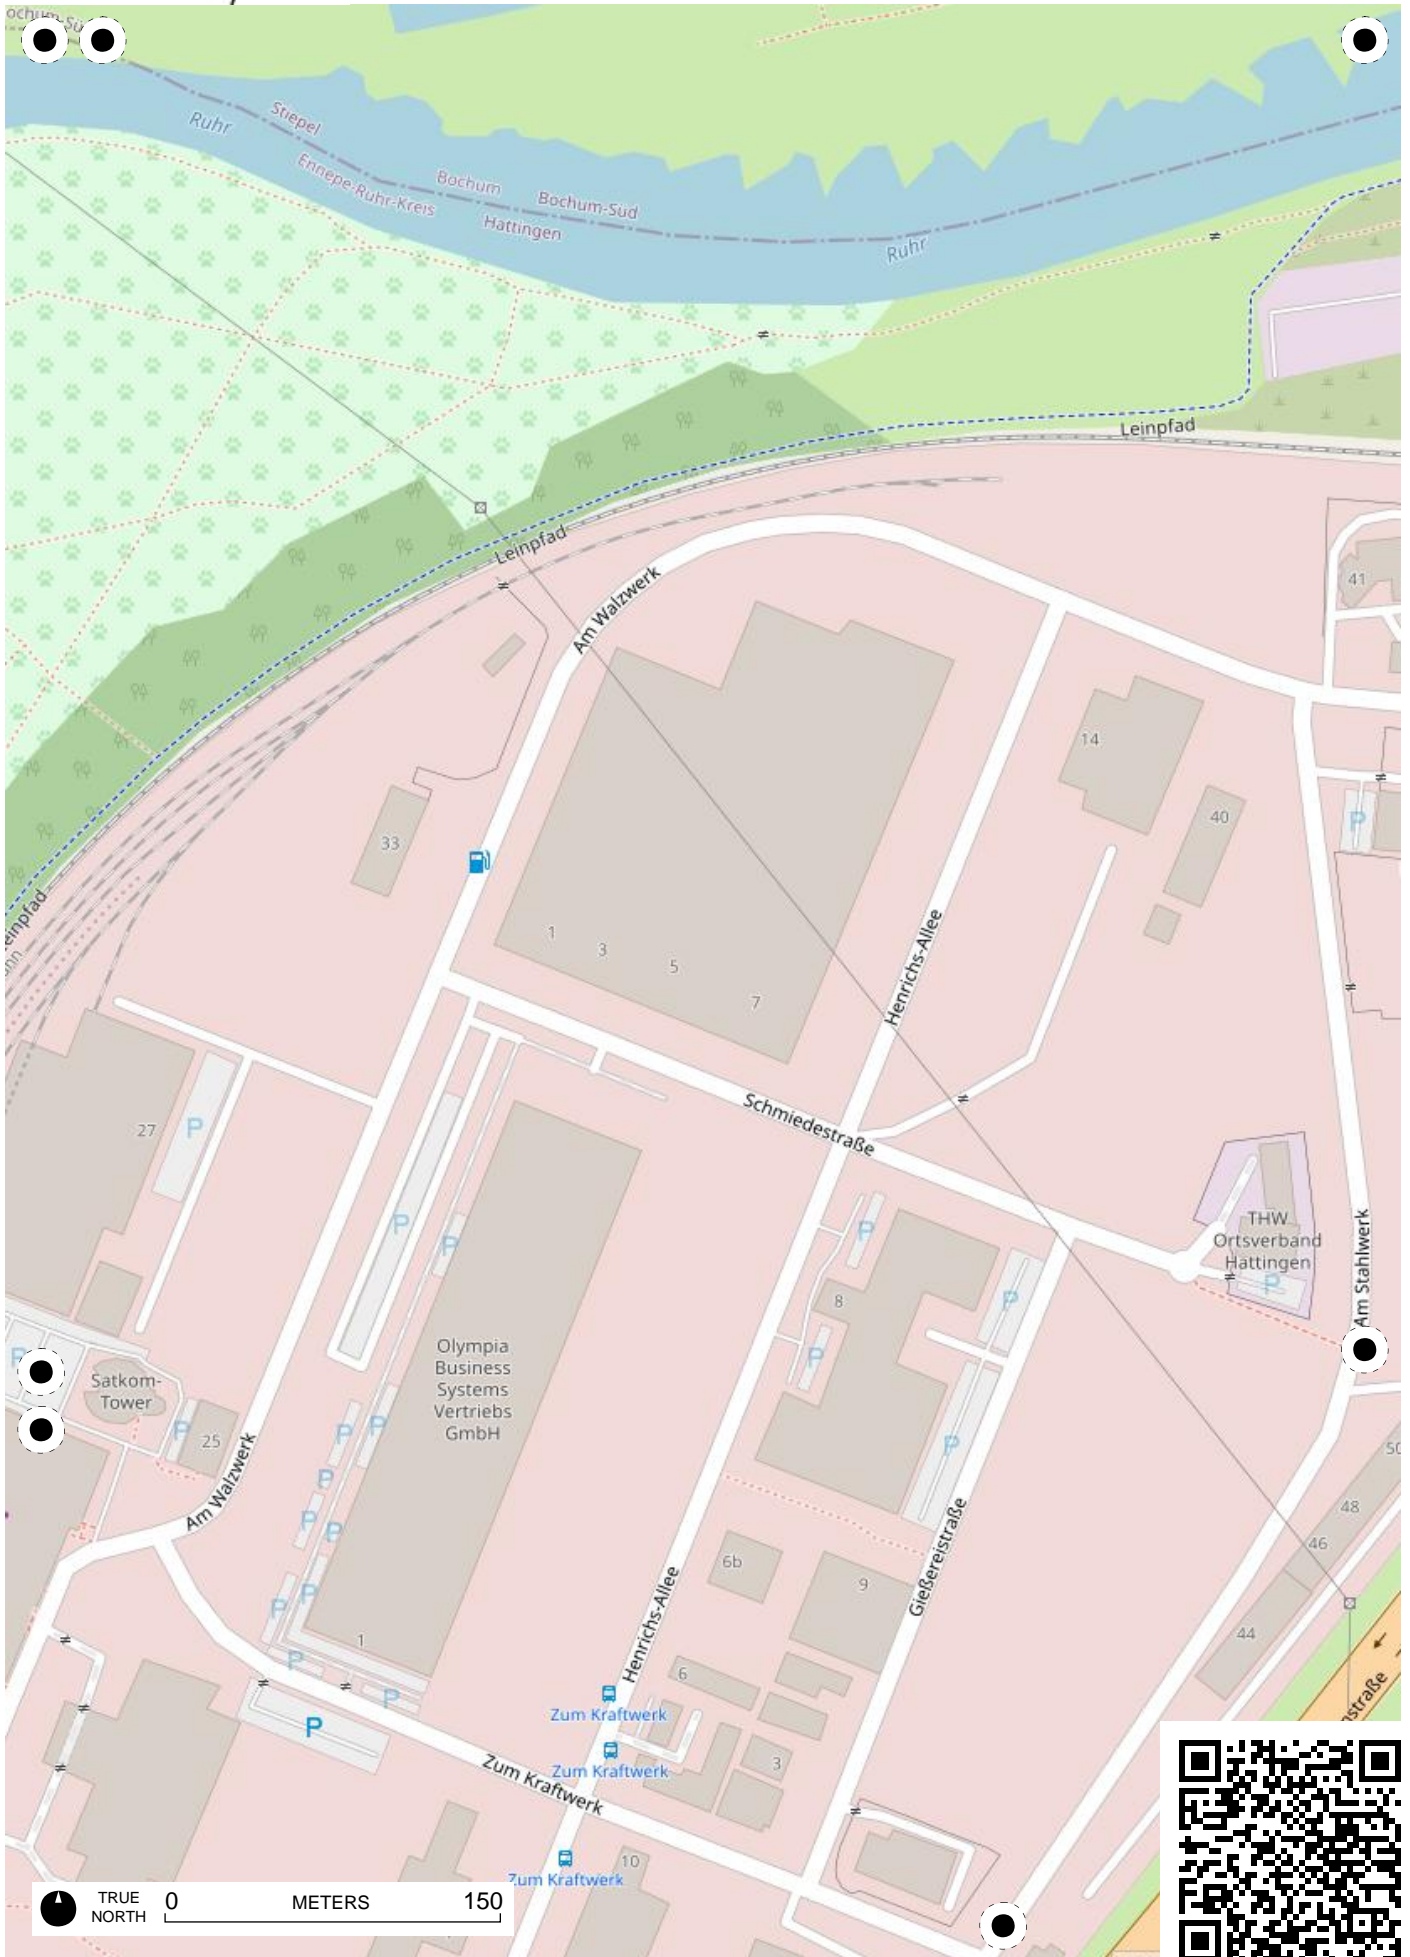 Stiepel
Ruhr
Ennepe-Ruhr-Kreis
Bochum
Bochum-Süd
Hattingen
Ruhr
Leinpfad
Leinpfad
Am Walzwerk
41
14
40
33
P
1
3
5
7
Henrichs-Allee
Schmiedestraße
27
P
P
P
P
P
8
P
THW
Ortsverband
Hattingen
P
Am Stahlwerk
Olympia
Business
Systems
Vertriebs
GmbH
P
Satkom-
Tower
P
25
P
P
P
P
P
P
P
P
Am Walzwerk
50
48
46
44
6b
9
Gießereistraße
Henrichs-Allee
1
P
P
P
6
Zum Kraftwerk
Zum Kraftwerk
3
Zum Kraftwerk
10
Zum Kraftwerk
TRUE
NORTH
0 METERS 150